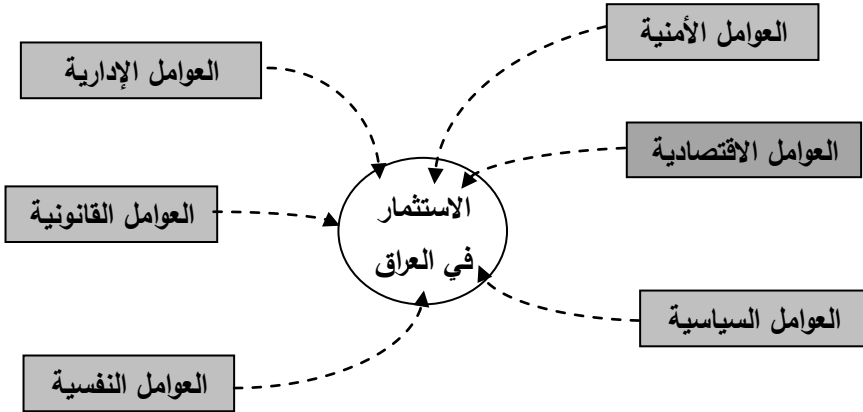 العوامل الأمنية
العوامل الإدارية
العوامل الاقتصادية
الاستثمار
في العراق
العوامل القانونية
العوامل السياسية
العوامل النفسية